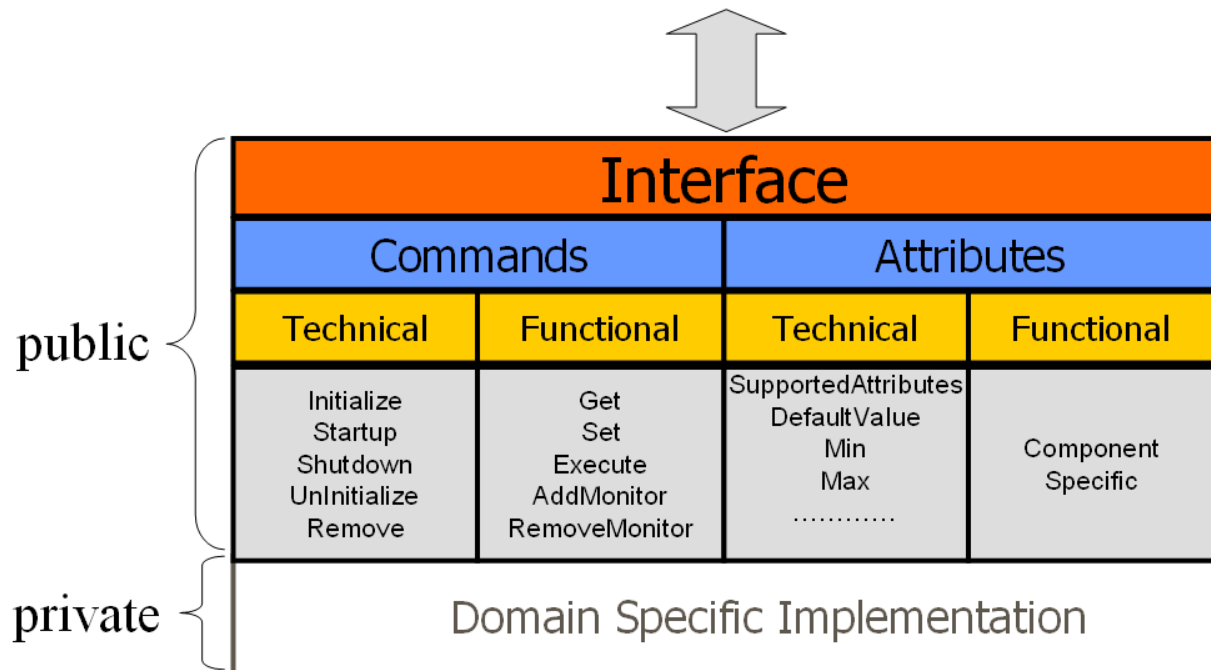 Interface
Commands
Attributes
public
Technical
Functional
Technical
Functional
Initialize
Startup
Shutdown
UnInitialize
Remove
Get
Set
Execute
AddMonitor
RemoveMonitor
SupportedAttributes
DefaultValue
Min
Max
............
Component
Specific
private
Domain Specific Implementation